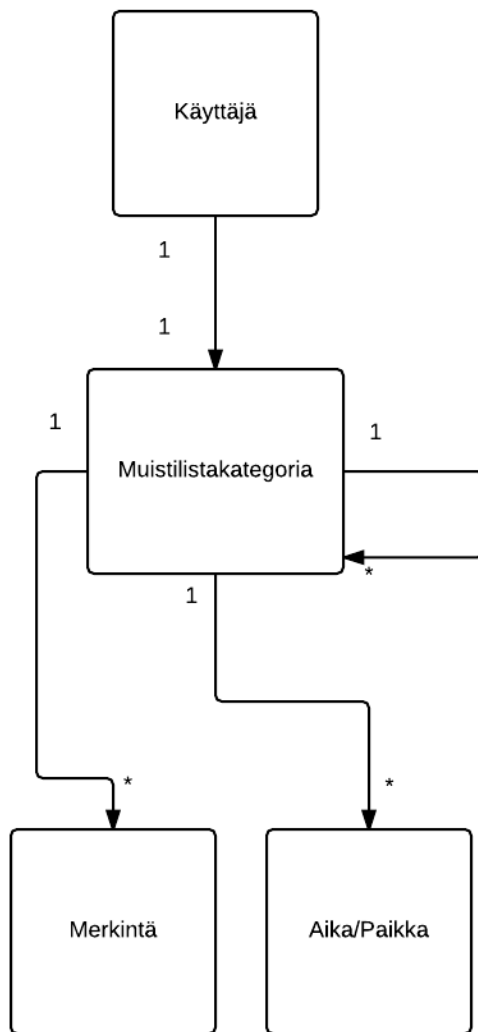 Käyttäjä
1
1
1
1
Muistilistakategoria
*
1
*
*
Merkintä
Aika/Paikka